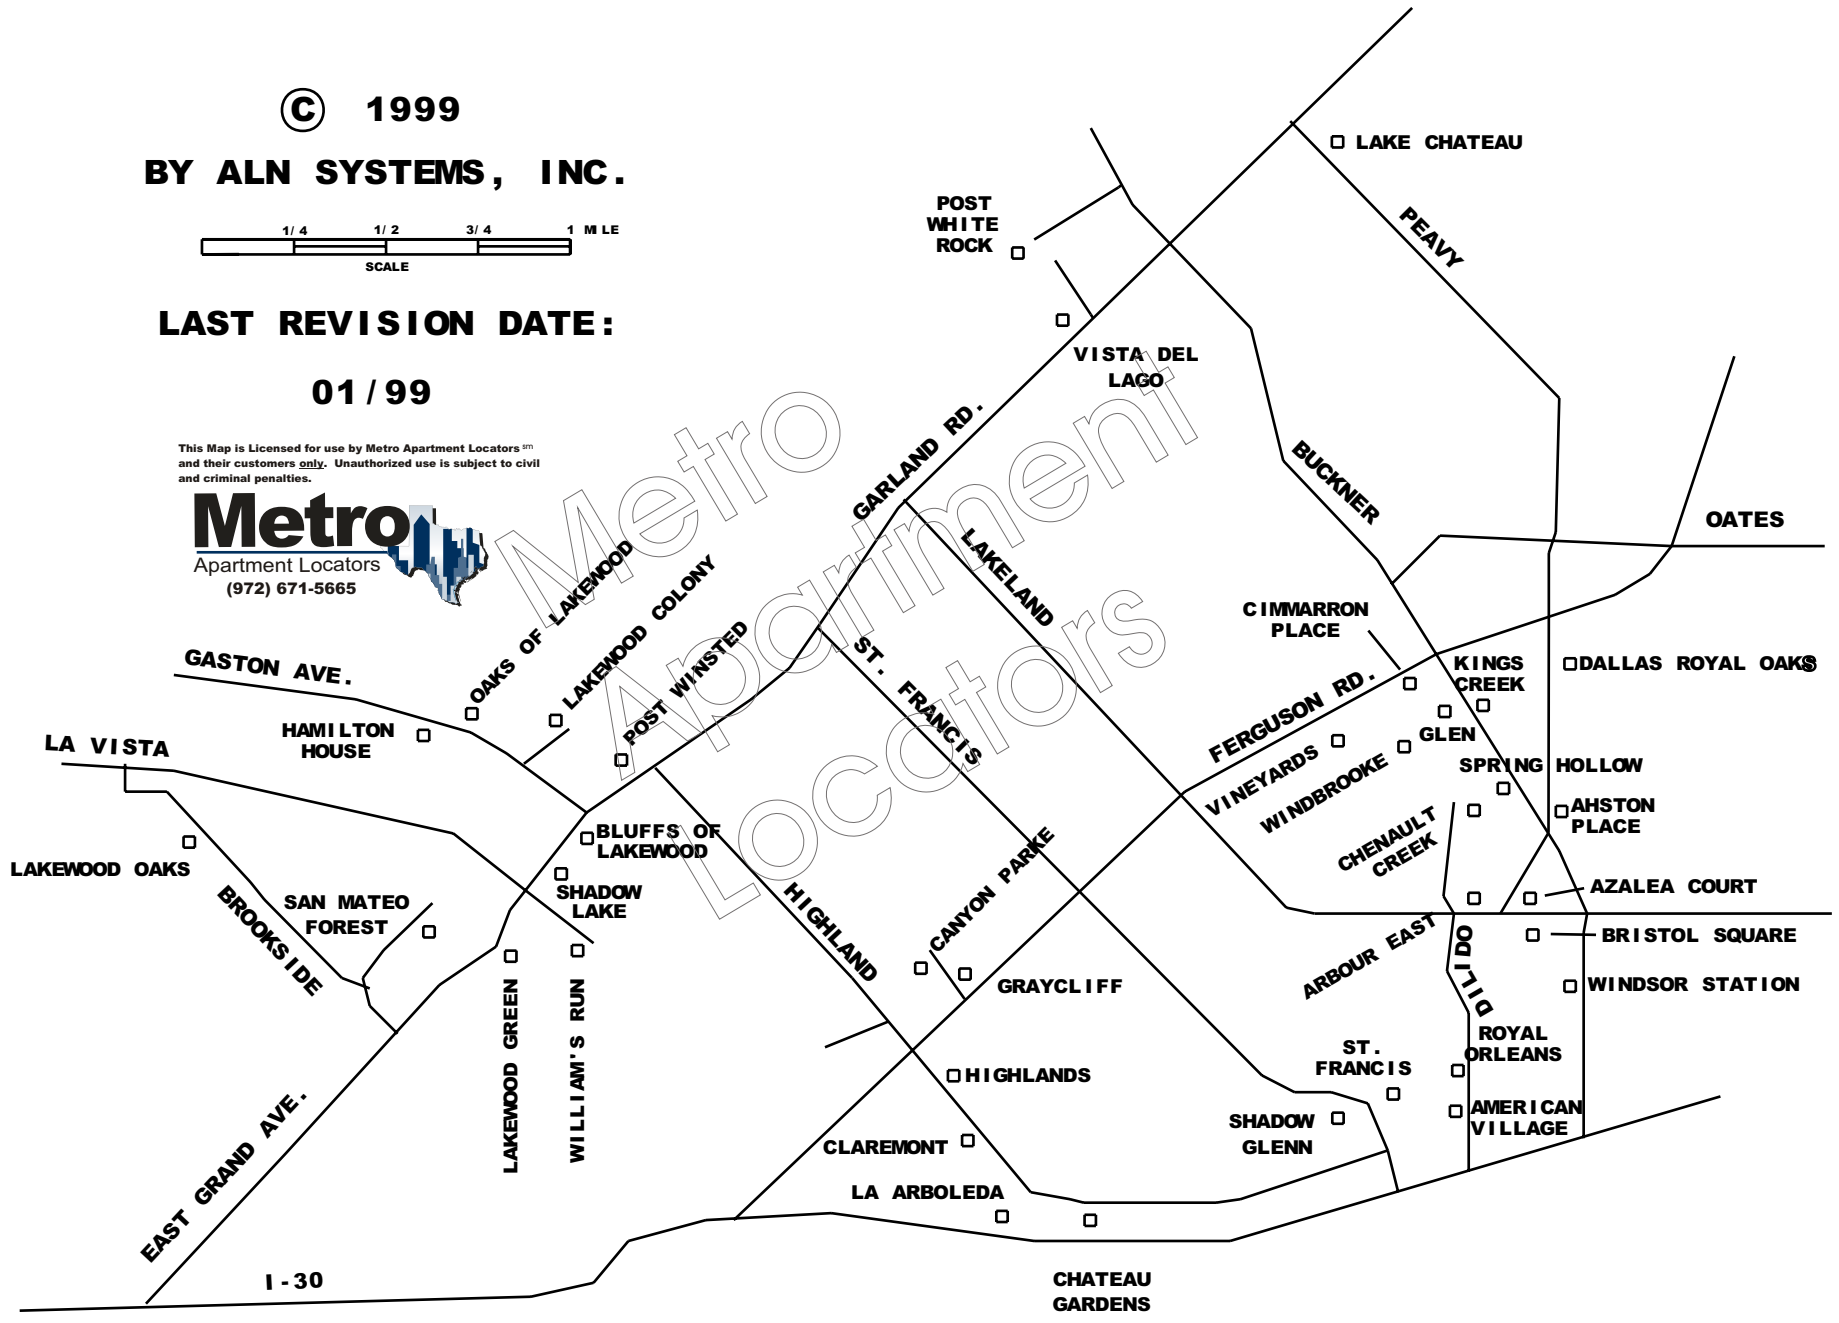 © 1999
BY ALN SYSTEMS, INC.
1/4 1/2 3/4 1 MILE
SCALE
LAST REVISION DATE:
01/99
This Map is Licensed for use by Metro Apartment Locators sm
and their customers only. Unauthorized use is subject to civil
and criminal penalties.
Metro
Apartment Locators
(972) 671-5665
Metro
Apartment
Locators
LAKE CHATEAU
POST
WHITE
ROCK
PEAVY
VISTA DEL
LAGO
GARLAND RD.
BUCKNER
OATES
LAKELAND
OAKS OF LAKEWOOD
LAKEWOOD COLONY
POST WINSTED
CIMMARRON
PLACE
GASTON AVE.
ST. FRANCIS
KINGS
CREEK
DALLAS ROYAL OAKS
HAMILTON
HOUSE
LA VISTA
FERGUSON RD.
GLEN
VINEYARDS
WINDBROOKE
SPRING HOLLOW
AHSTON
PLACE
CHENAULT
CREEK
BLUFFS OF
LAKEWOOD
LAKEWOOD OAKS
SHADOW
LAKE
BROOKSIDE
SAN MATEO
FOREST
HIGHLAND
CANYON PARKE
AZALEA COURT
ARBOUR EAST
DILIDO
BRISTOL SQUARE
GRAYCLIFF
WINDSOR STATION
LAKEWOOD GREEN
WILLIAM'S RUN
ROYAL
ORLEANS
ST.
FRANCIS
HIGHLANDS
AMERICAN
VILLAGE
SHADOW
GLENN
CLAREMONT
EAST GRAND AVE.
LA ARBOLEDA
I-30
CHATEAU
GARDENS